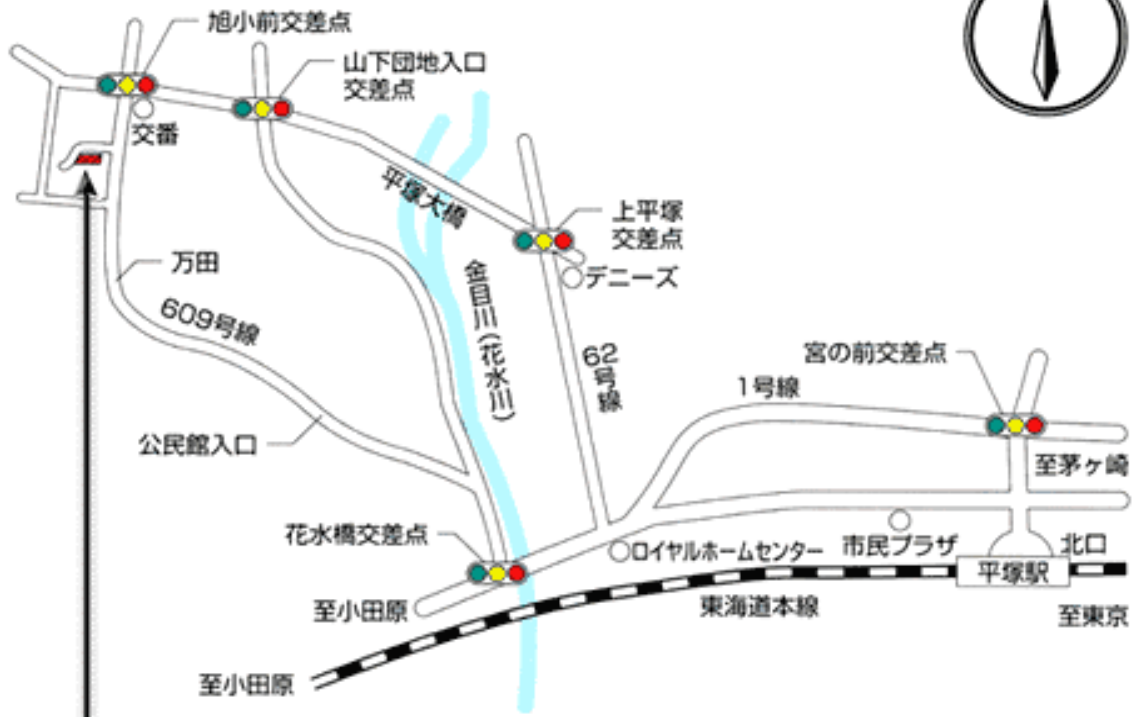 旭小前交差点
山下団地入口
交差点
交番
平塚大橋
上平塚
交差点
デニーズ
万田
609号線
金目川(花水川)
62号線
宮の前交差点
1号線
公民館入口
至茅ヶ崎
花水橋交差点
ロイヤルホームセンター
市民プラザ
北口
平塚駅
至小田原
東海道本線
至東京
至小田原